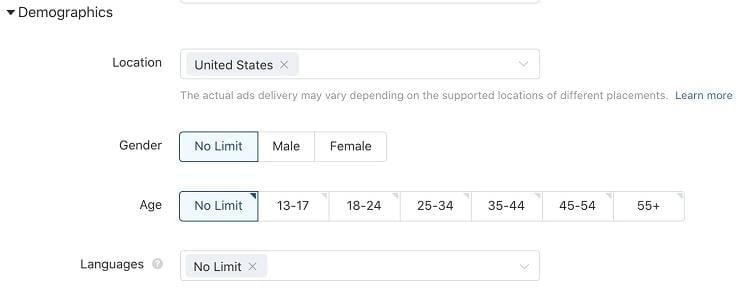 Demographics
Location United States
The actual ads delivery may vary depending on the supported locations of different placements. Learn more
Gender No Limit Male Female
Age No Limit 13-17 18-24 25-34 35-44 45-54 55+
Languages No Limit